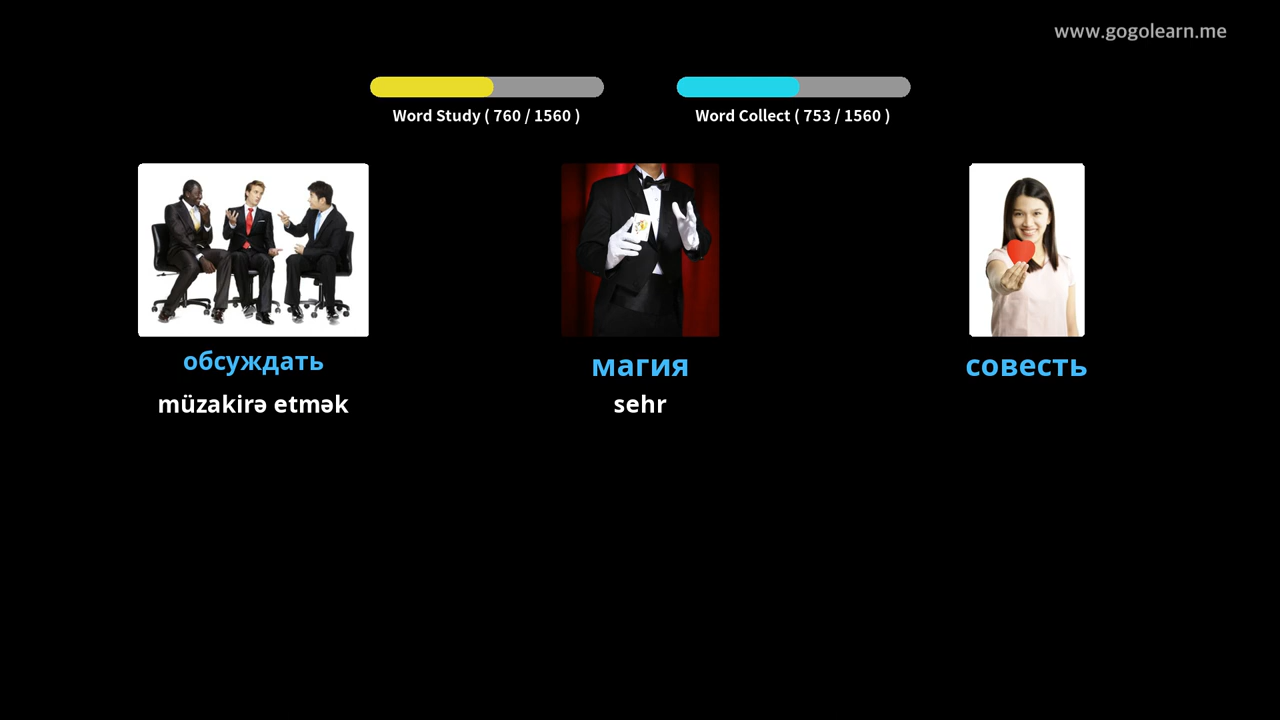 www.gogolearn.me
Word Study ( 760 / 1560 )
Word Collect ( 753 / 1560 )
обсуждать
müzakirə etmək
магия
sehr
совесть